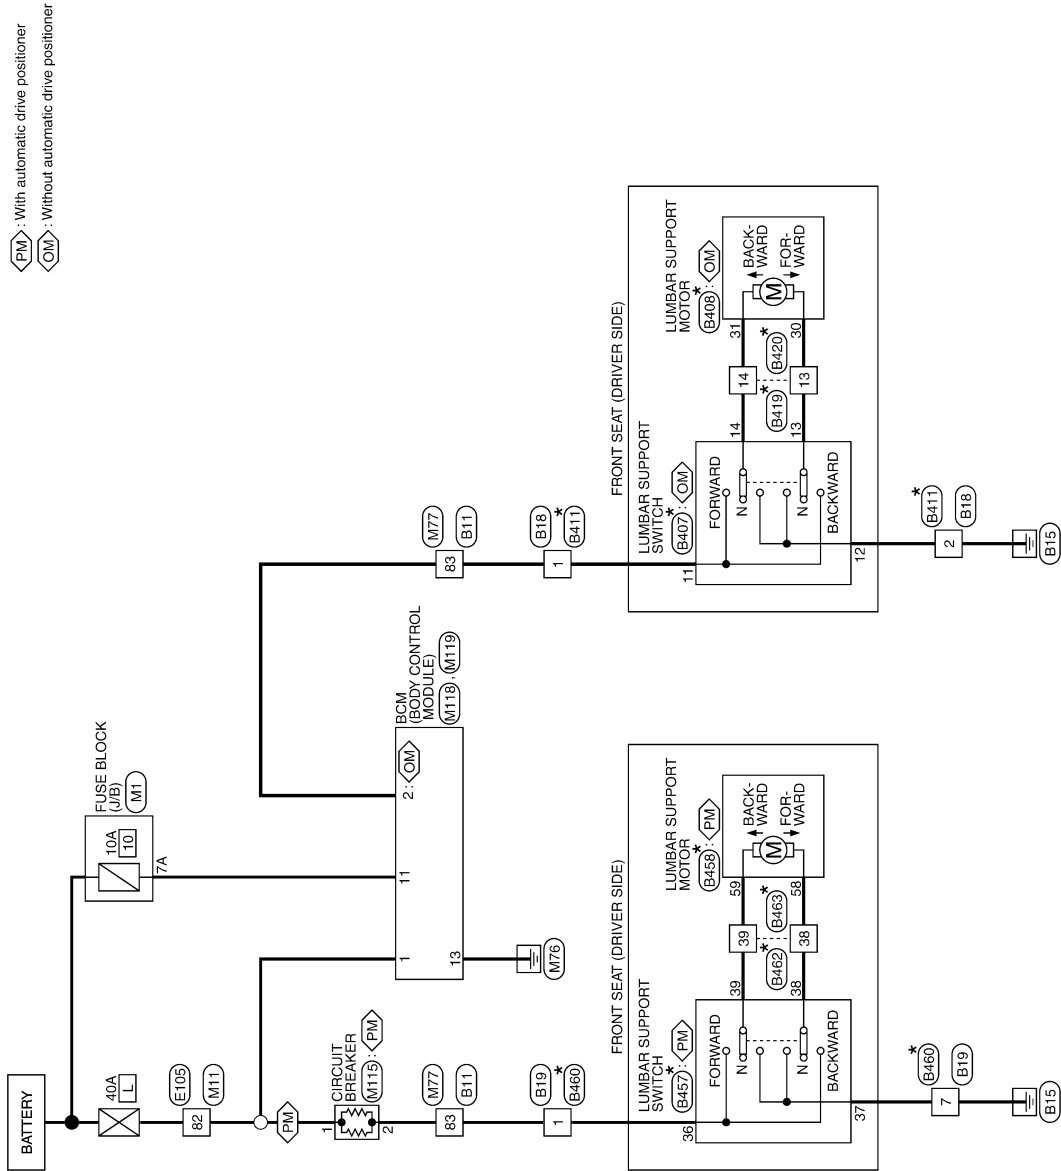 PM : With automatic drive positioner
OM : Without automatic drive positioner
BATTERY
40A
L
E105
82
M11
PM
1
CIRCUIT
BREAKER
M115 : PM
2
M77
83
B11
B19
1
*
B460
FUSE BLOCK
(J/B)
M1
10A
10
7A
BCM
(BODY CONTROL
MODULE)
M118 , M119
1
11
2 : OM
13
M76
M77
83
B11
B18
1
*
B411
FRONT SEAT (DRIVER SIDE)
LUMBAR SUPPORT
SWITCH
*
B457 : PM
36
FORWARD
N
N
BACKWARD
37
39
38
39
38
*
B462
*
B463
59
58
LUMBAR SUPPORT
MOTOR
*
B458 : PM
M
BACK-
WARD
FOR-
WARD
*
B460
7
B19
B15
FRONT SEAT (DRIVER SIDE)
LUMBAR SUPPORT
SWITCH
*
B407 : OM
11
FORWARD
N
N
BACKWARD
12
14
13
14
13
*
B419
*
B420
31
30
LUMBAR SUPPORT
MOTOR
*
B408 : OM
M
BACK-
WARD
FOR-
WARD
*
B411
2
B18
B15